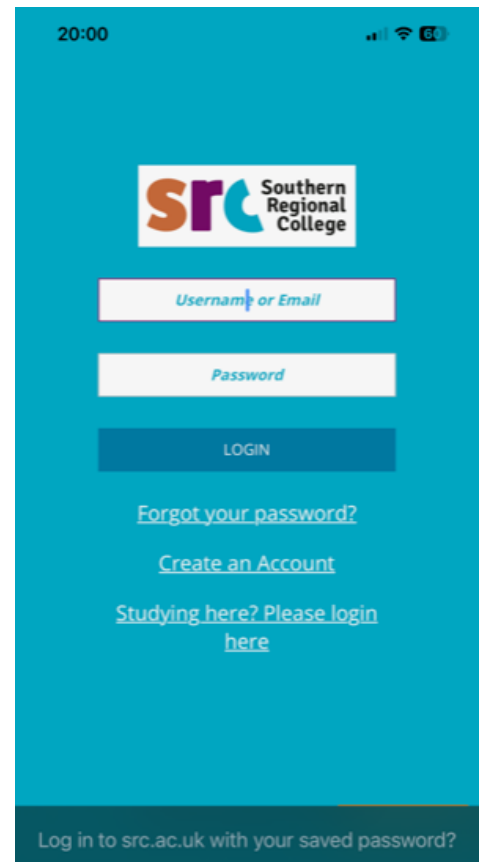 20:00
60
src Southern
Regional
College
Username or Email
Password
LOGIN
Forgot your password?
Create an Account
Studying here? Please login
here
Log in to src.ac.uk with your saved password?